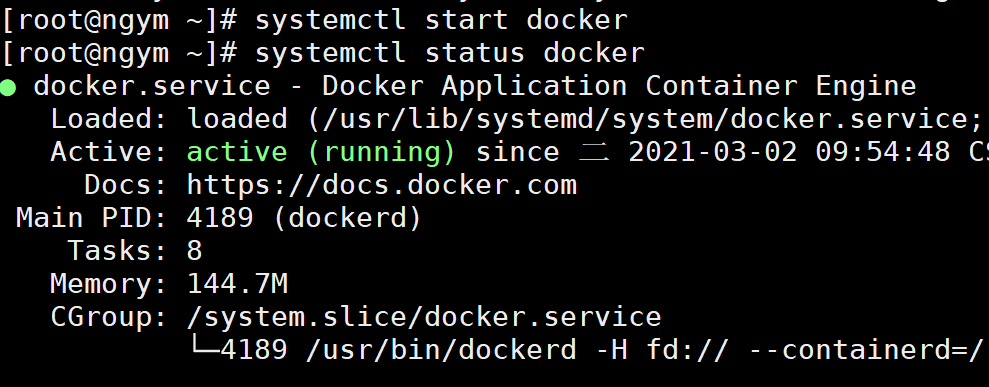 [root@ngym ~]# systemctl start docker
[root@ngym ~]# systemctl status docker
● docker.service - Docker Application Container Engine
Loaded: loaded (/usr/lib/systemd/system/docker.service;
Active: active (running) since 二 2021-03-02 09:54:48 CS
Docs: https://docs.docker.com
Main PID: 4189 (dockerd)
Tasks: 8
Memory: 144.7M
CGroup: /system.slice/docker.service
└─4189 /usr/bin/dockerd -H fd:// --containerd=/